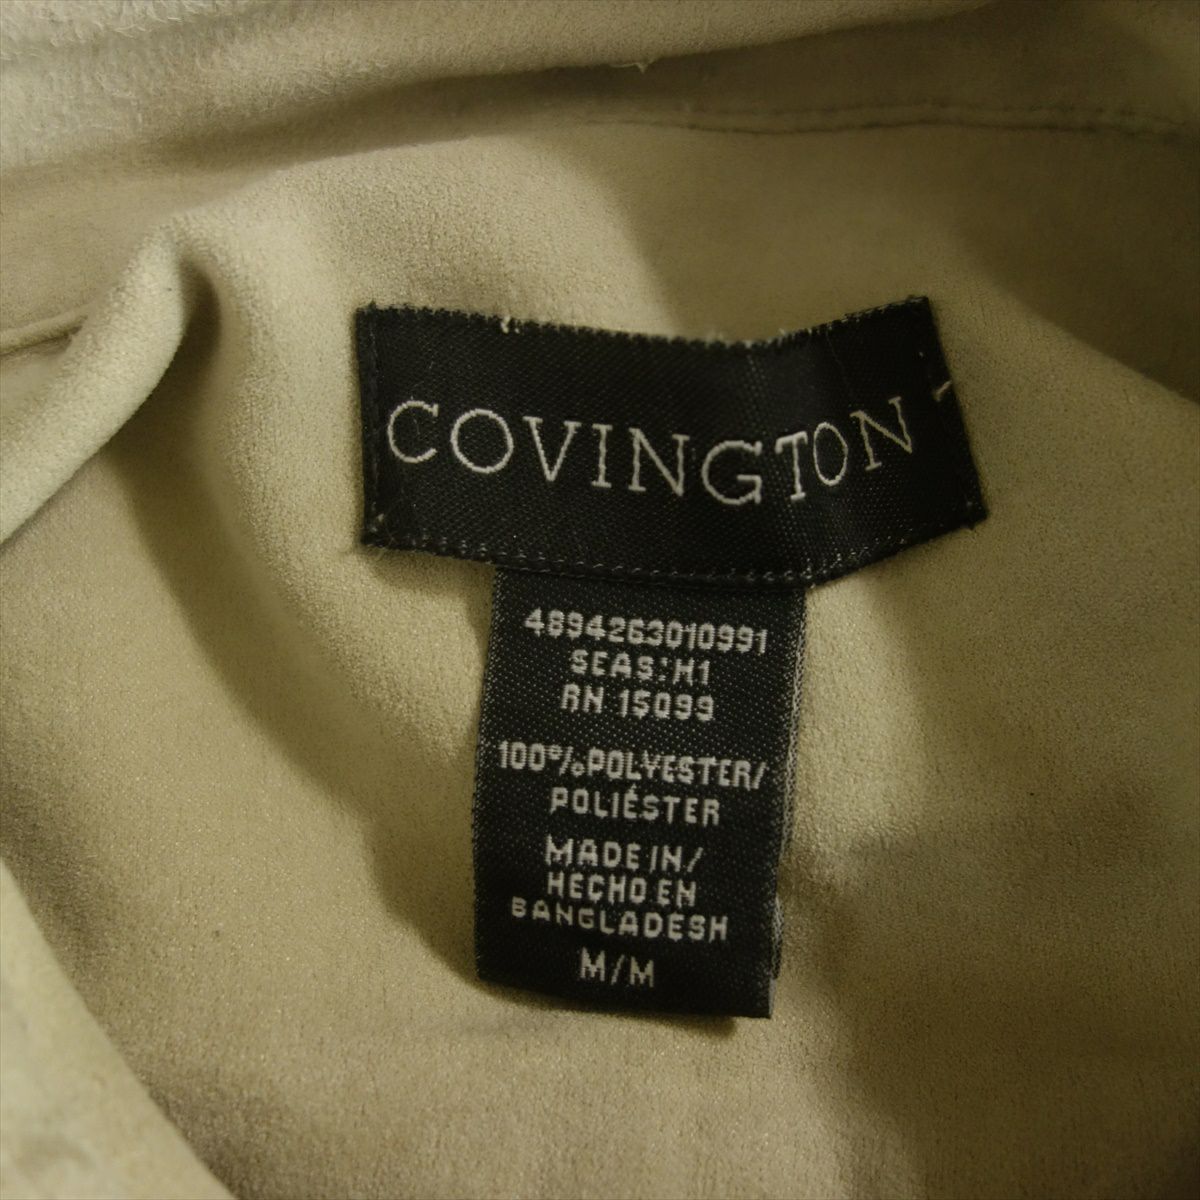 COVINGTON
4894263010991
SEAS:H1
RN 15099
100%POLYESTER/
POLIÉSTER
MADE IN/
HECHO EN
BANGLADESH
M/M